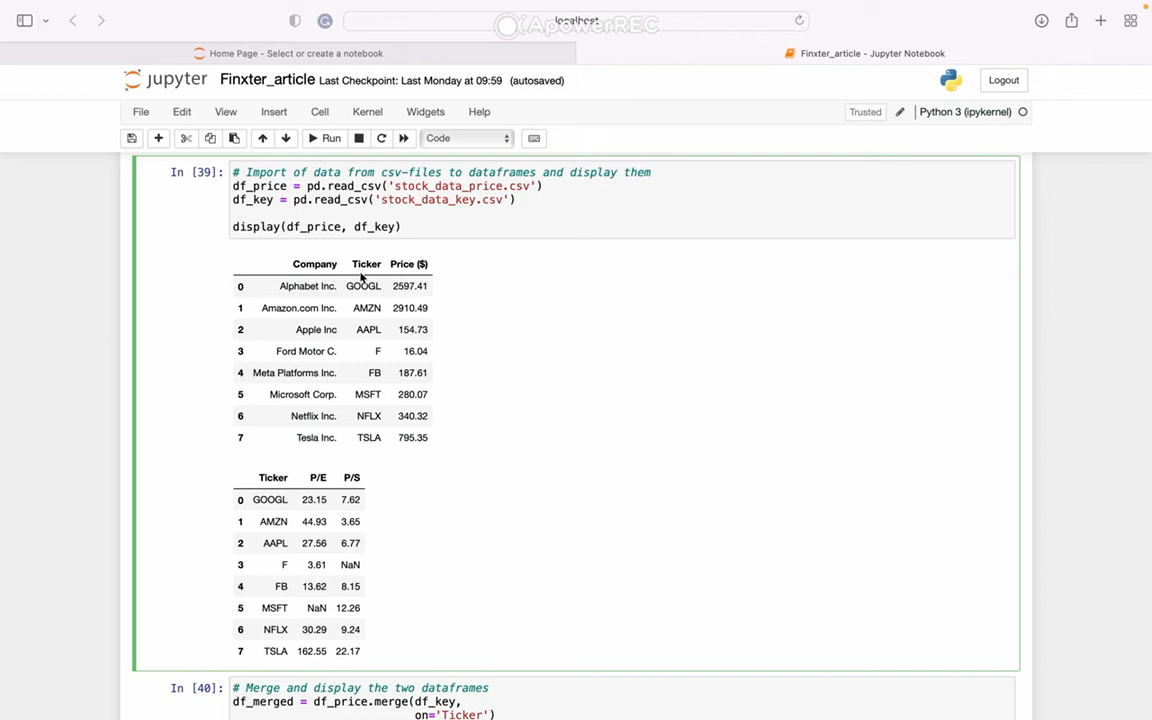 localhost
ApowerREC
Home Page - Select or create a notebook
Finxter_article - Jupyter Notebook
jupyter Finxter_article Last Checkpoint: Last Monday at 09:59 (autosaved)
Logout
File Edit View Insert Cell Kernel Widgets Help
Trusted Python 3 (ipykernel)
Run Code
In [39]: # Import of data from csv-files to dataframes and display them
df_price = pd.read_csv('stock_data_price.csv')
df_key = pd.read_csv('stock_data_key.csv')
display(df_price, df_key)
Company Ticker Price ($)
0 Alphabet Inc. GOOGL 2597.41
1 Amazon.com Inc. AMZN 2910.49
2 Apple Inc AAPL 154.73
3 Ford Motor C. F 16.04
4 Meta Platforms Inc. FB 187.61
5 Microsoft Corp. MSFT 280.07
6 Netflix Inc. NFLX 340.32
7 Tesla Inc. TSLA 795.35
Ticker P/E P/S
0 GOOGL 23.15 7.62
1 AMZN 44.93 3.65
2 AAPL 27.56 6.77
3 F 3.61 NaN
4 FB 13.62 8.15
5 MSFT NaN 12.26
6 NFLX 30.29 9.24
7 TSLA 162.55 22.17
In [40]: # Merge and display the two dataframes
df_merged = df_price.merge(df_key,
on='Ticker')